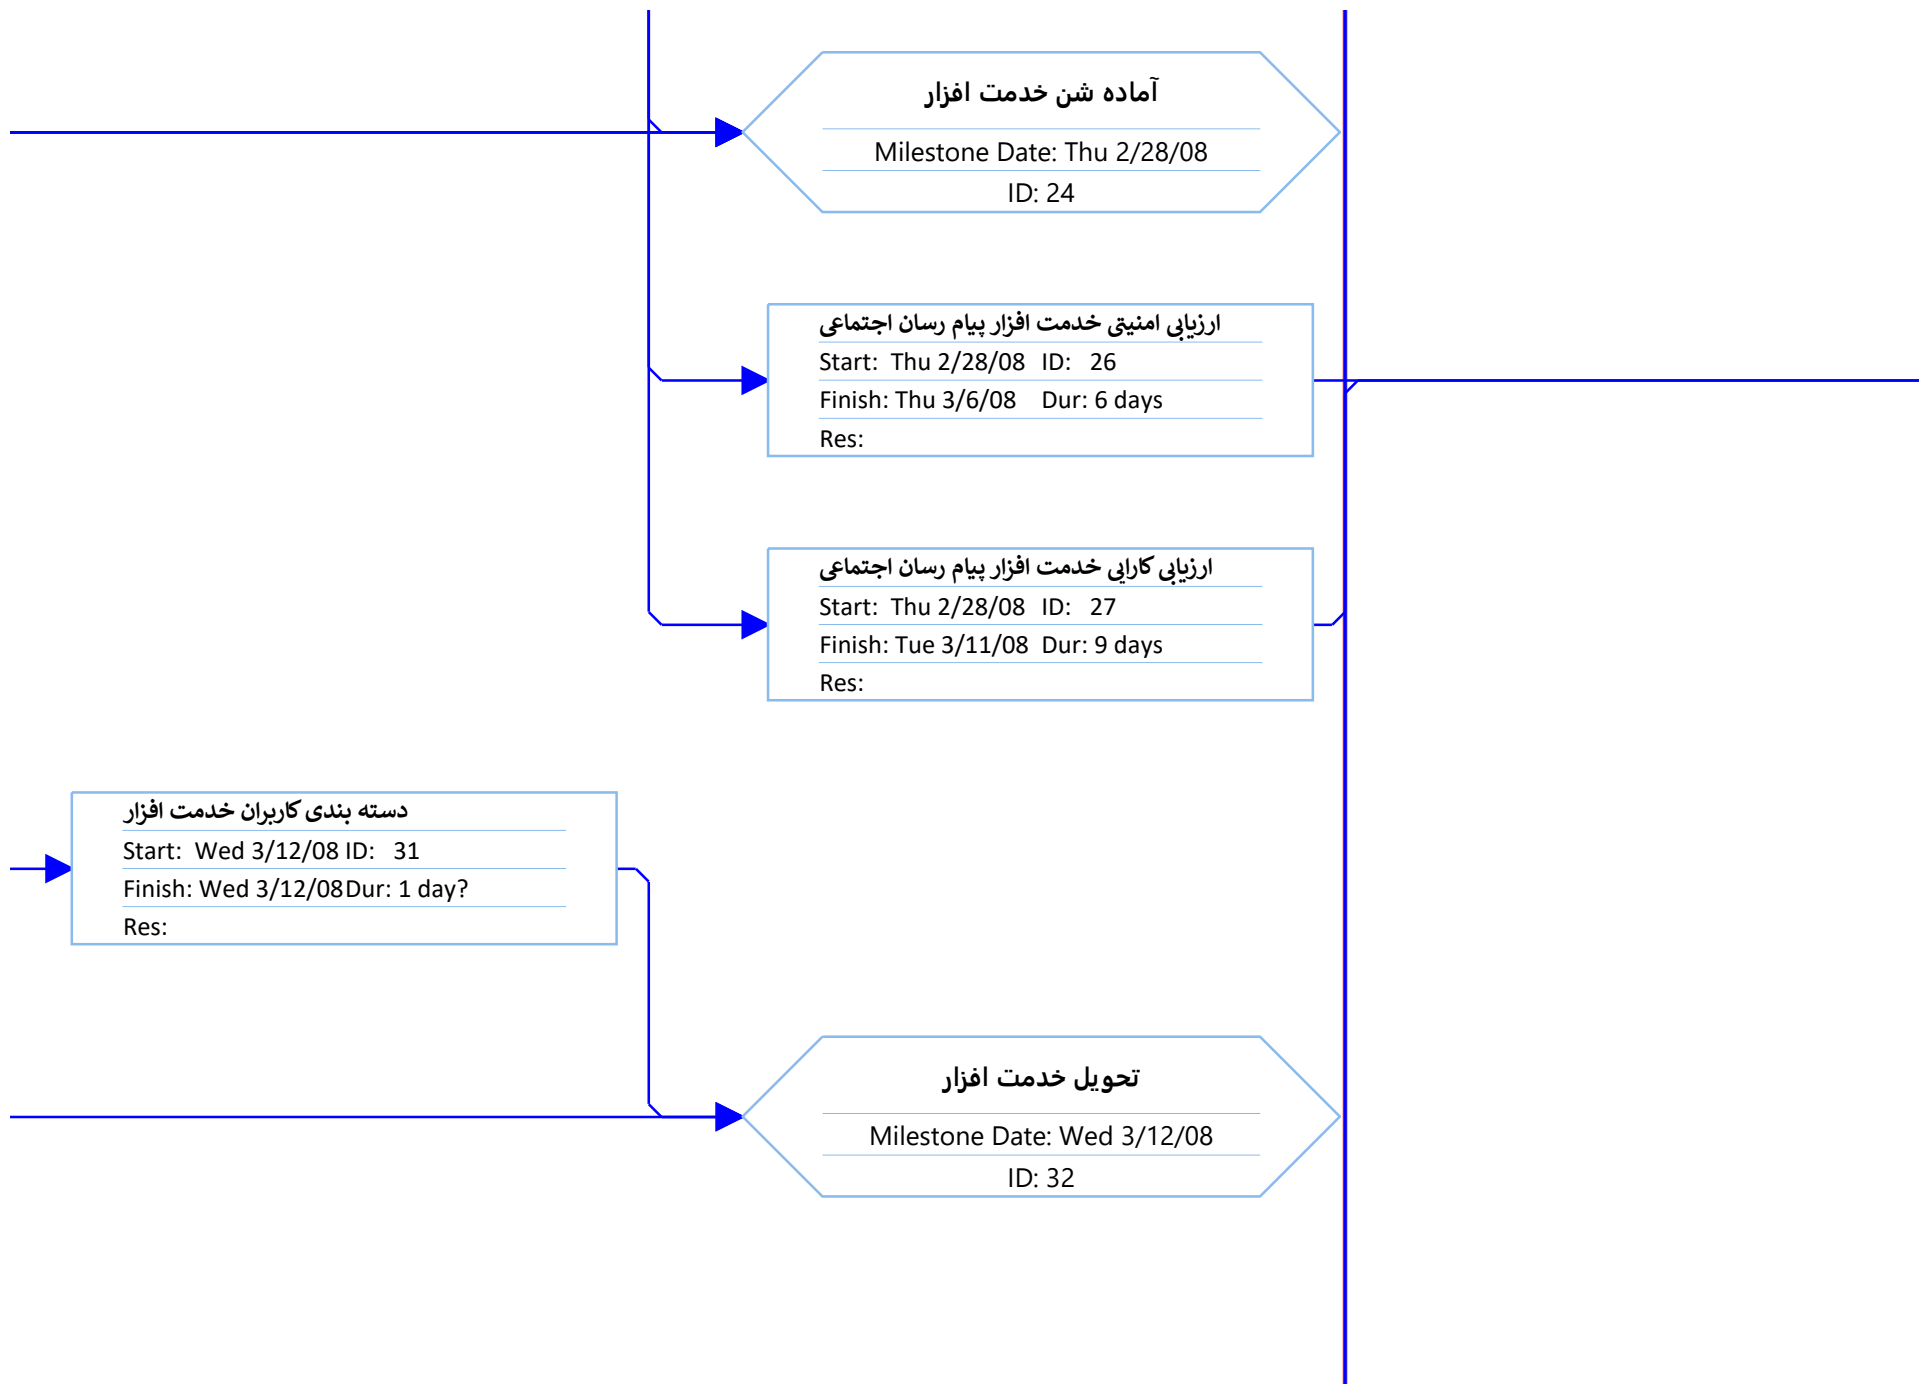 آماده شن خدمت افزار
Milestone Date: Thu 2/28/08
ID: 24
ارزیابی امنیتی خدمت افزار پیام رسان اجتماعی
Start: Thu 2/28/08 ID: 26
Finish: Thu 3/6/08 Dur: 6 days
Res:
ارزیابی کارایی خدمت افزار پیام رسان اجتماعی
Start: Thu 2/28/08 ID: 27
Finish: Tue 3/11/08 Dur: 9 days
Res:
دسته بندی کاربران خدمت افزار
Start: Wed 3/12/08 ID: 31
Finish: Wed 3/12/08 Dur: 1 day?
Res:
تحویل خدمت افزار
Milestone Date: Wed 3/12/08
ID: 32